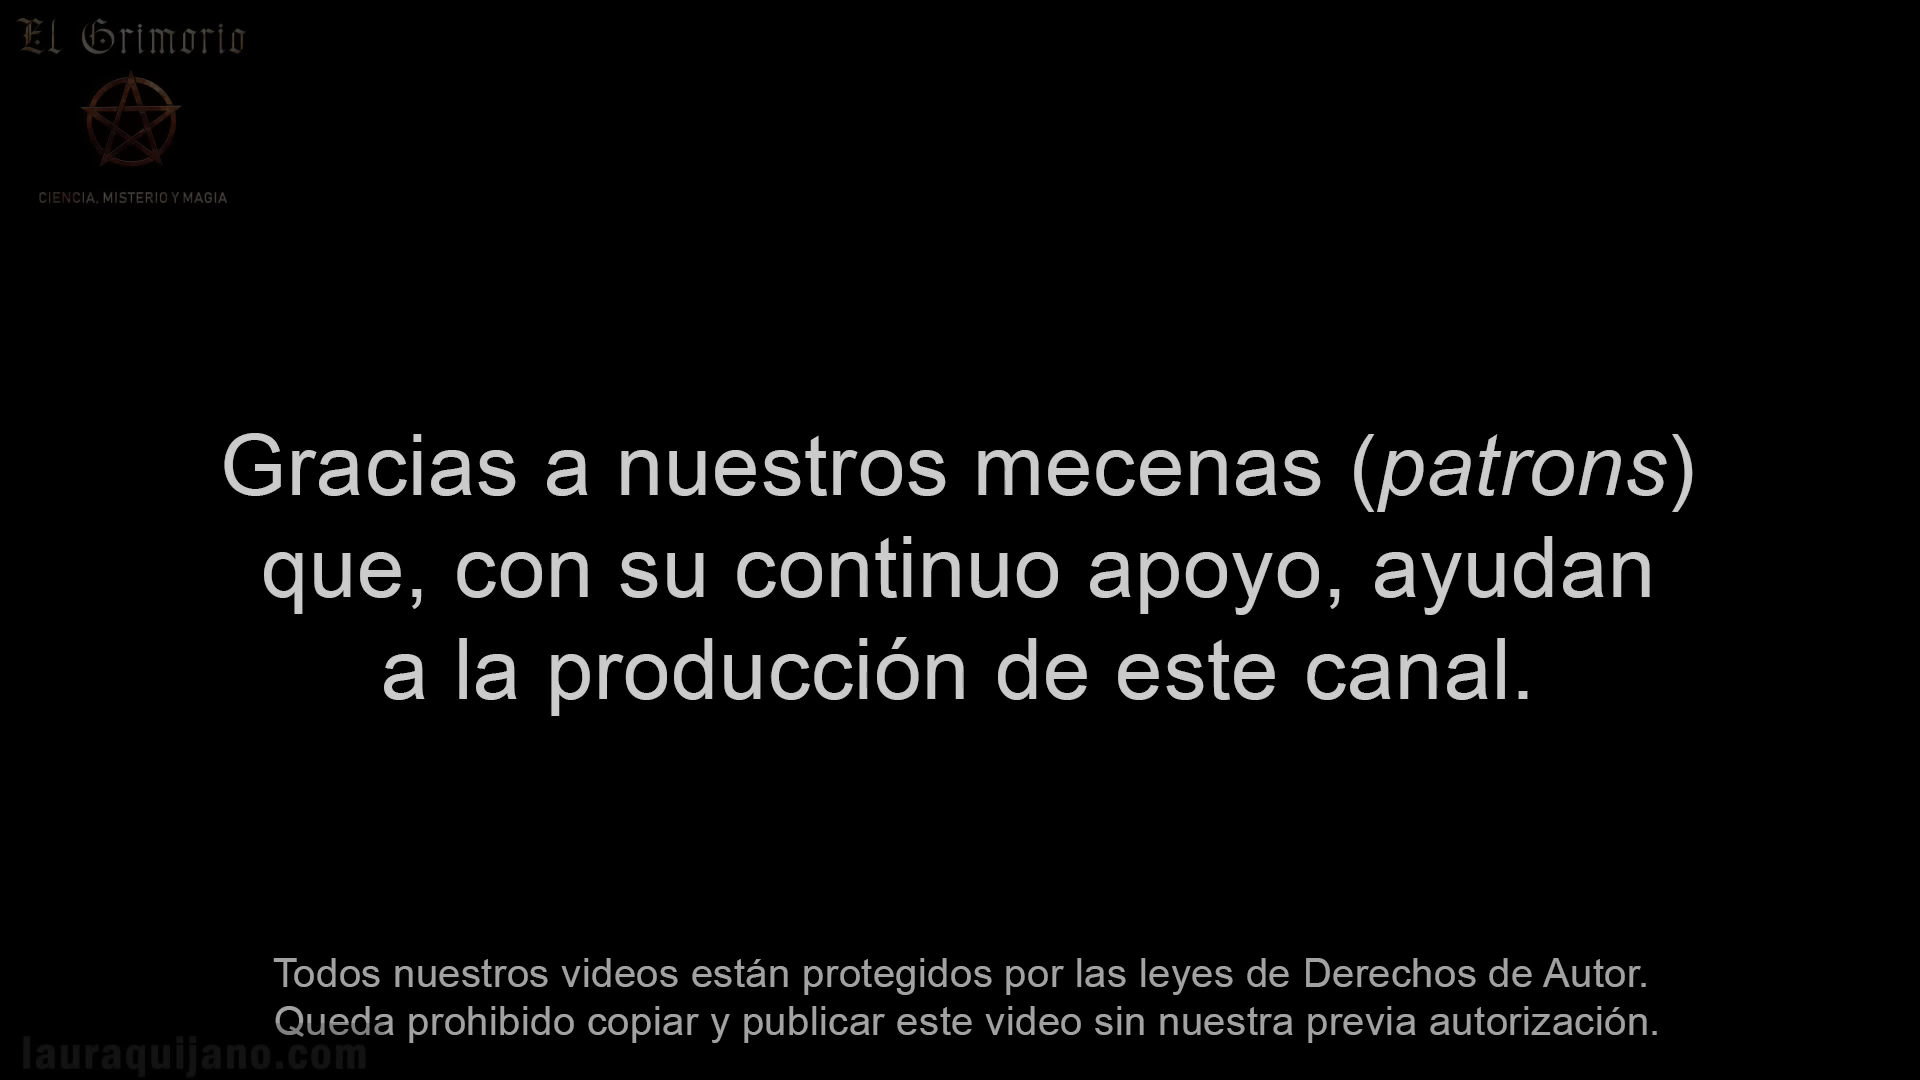 El Grimorio
CIENCIA, MISTERIO Y MAGIA
Gracias a nuestros mecenas (patrons)
que, con su continuo apoyo, ayudan
a la producción de este canal.
Todos nuestros videos están protegidos por las leyes de Derechos de Autor.
Queda prohibido copiar y publicar este video sin nuestra previa autorización.
lauraquijano.com